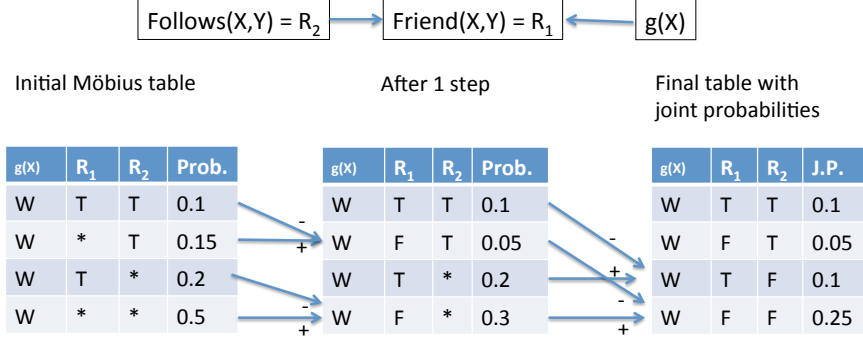 Follows(X,Y) = R2 Friend(X,Y) = R1 g(X)
Initial Möbius table After 1 step Final table with
joint probabilities
g(X) R1 R2 Prob. g(X) R1 R2 Prob. g(X) R1 R2 J.P.
W T T 0.1 W T T 0.1 W T T 0.1
-
W * T 0.15 + W F T 0.05 - W F T 0.05
W T * 0.2 W T * 0.2 + W T F 0.1
- -
W * * 0.5 + W F * 0.3 + W F F 0.25